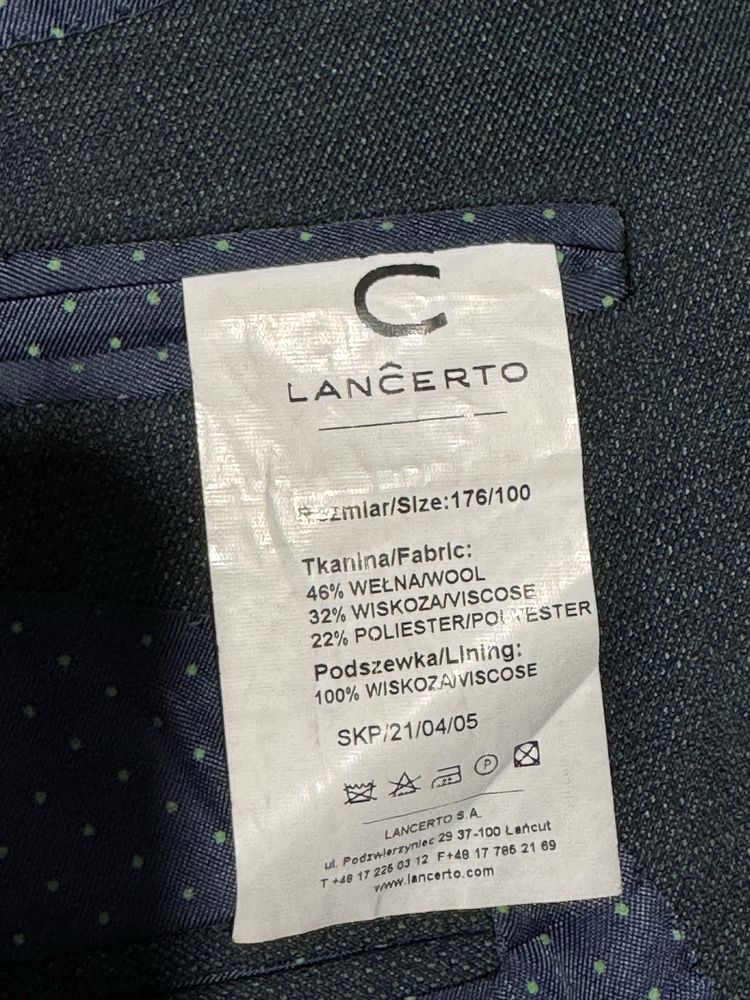 C
LANĈERTO
Rozmiar/Size:176/100
Tkanina/Fabric:
46% WEŁNA/WOOL
32% WISKOZA/VISCOSE
22% POLIESTER/POLYESTER
Podszewka/Lining:
100% WISKOZA/VISCOSE
SKP/21/04/05
P
LANCERTO S.A.
ul. Podzwierzyniec 29 37-100 Łańcut
T +48 17 225 03 12 F+48 17 785 21 69
www.lancerto.com